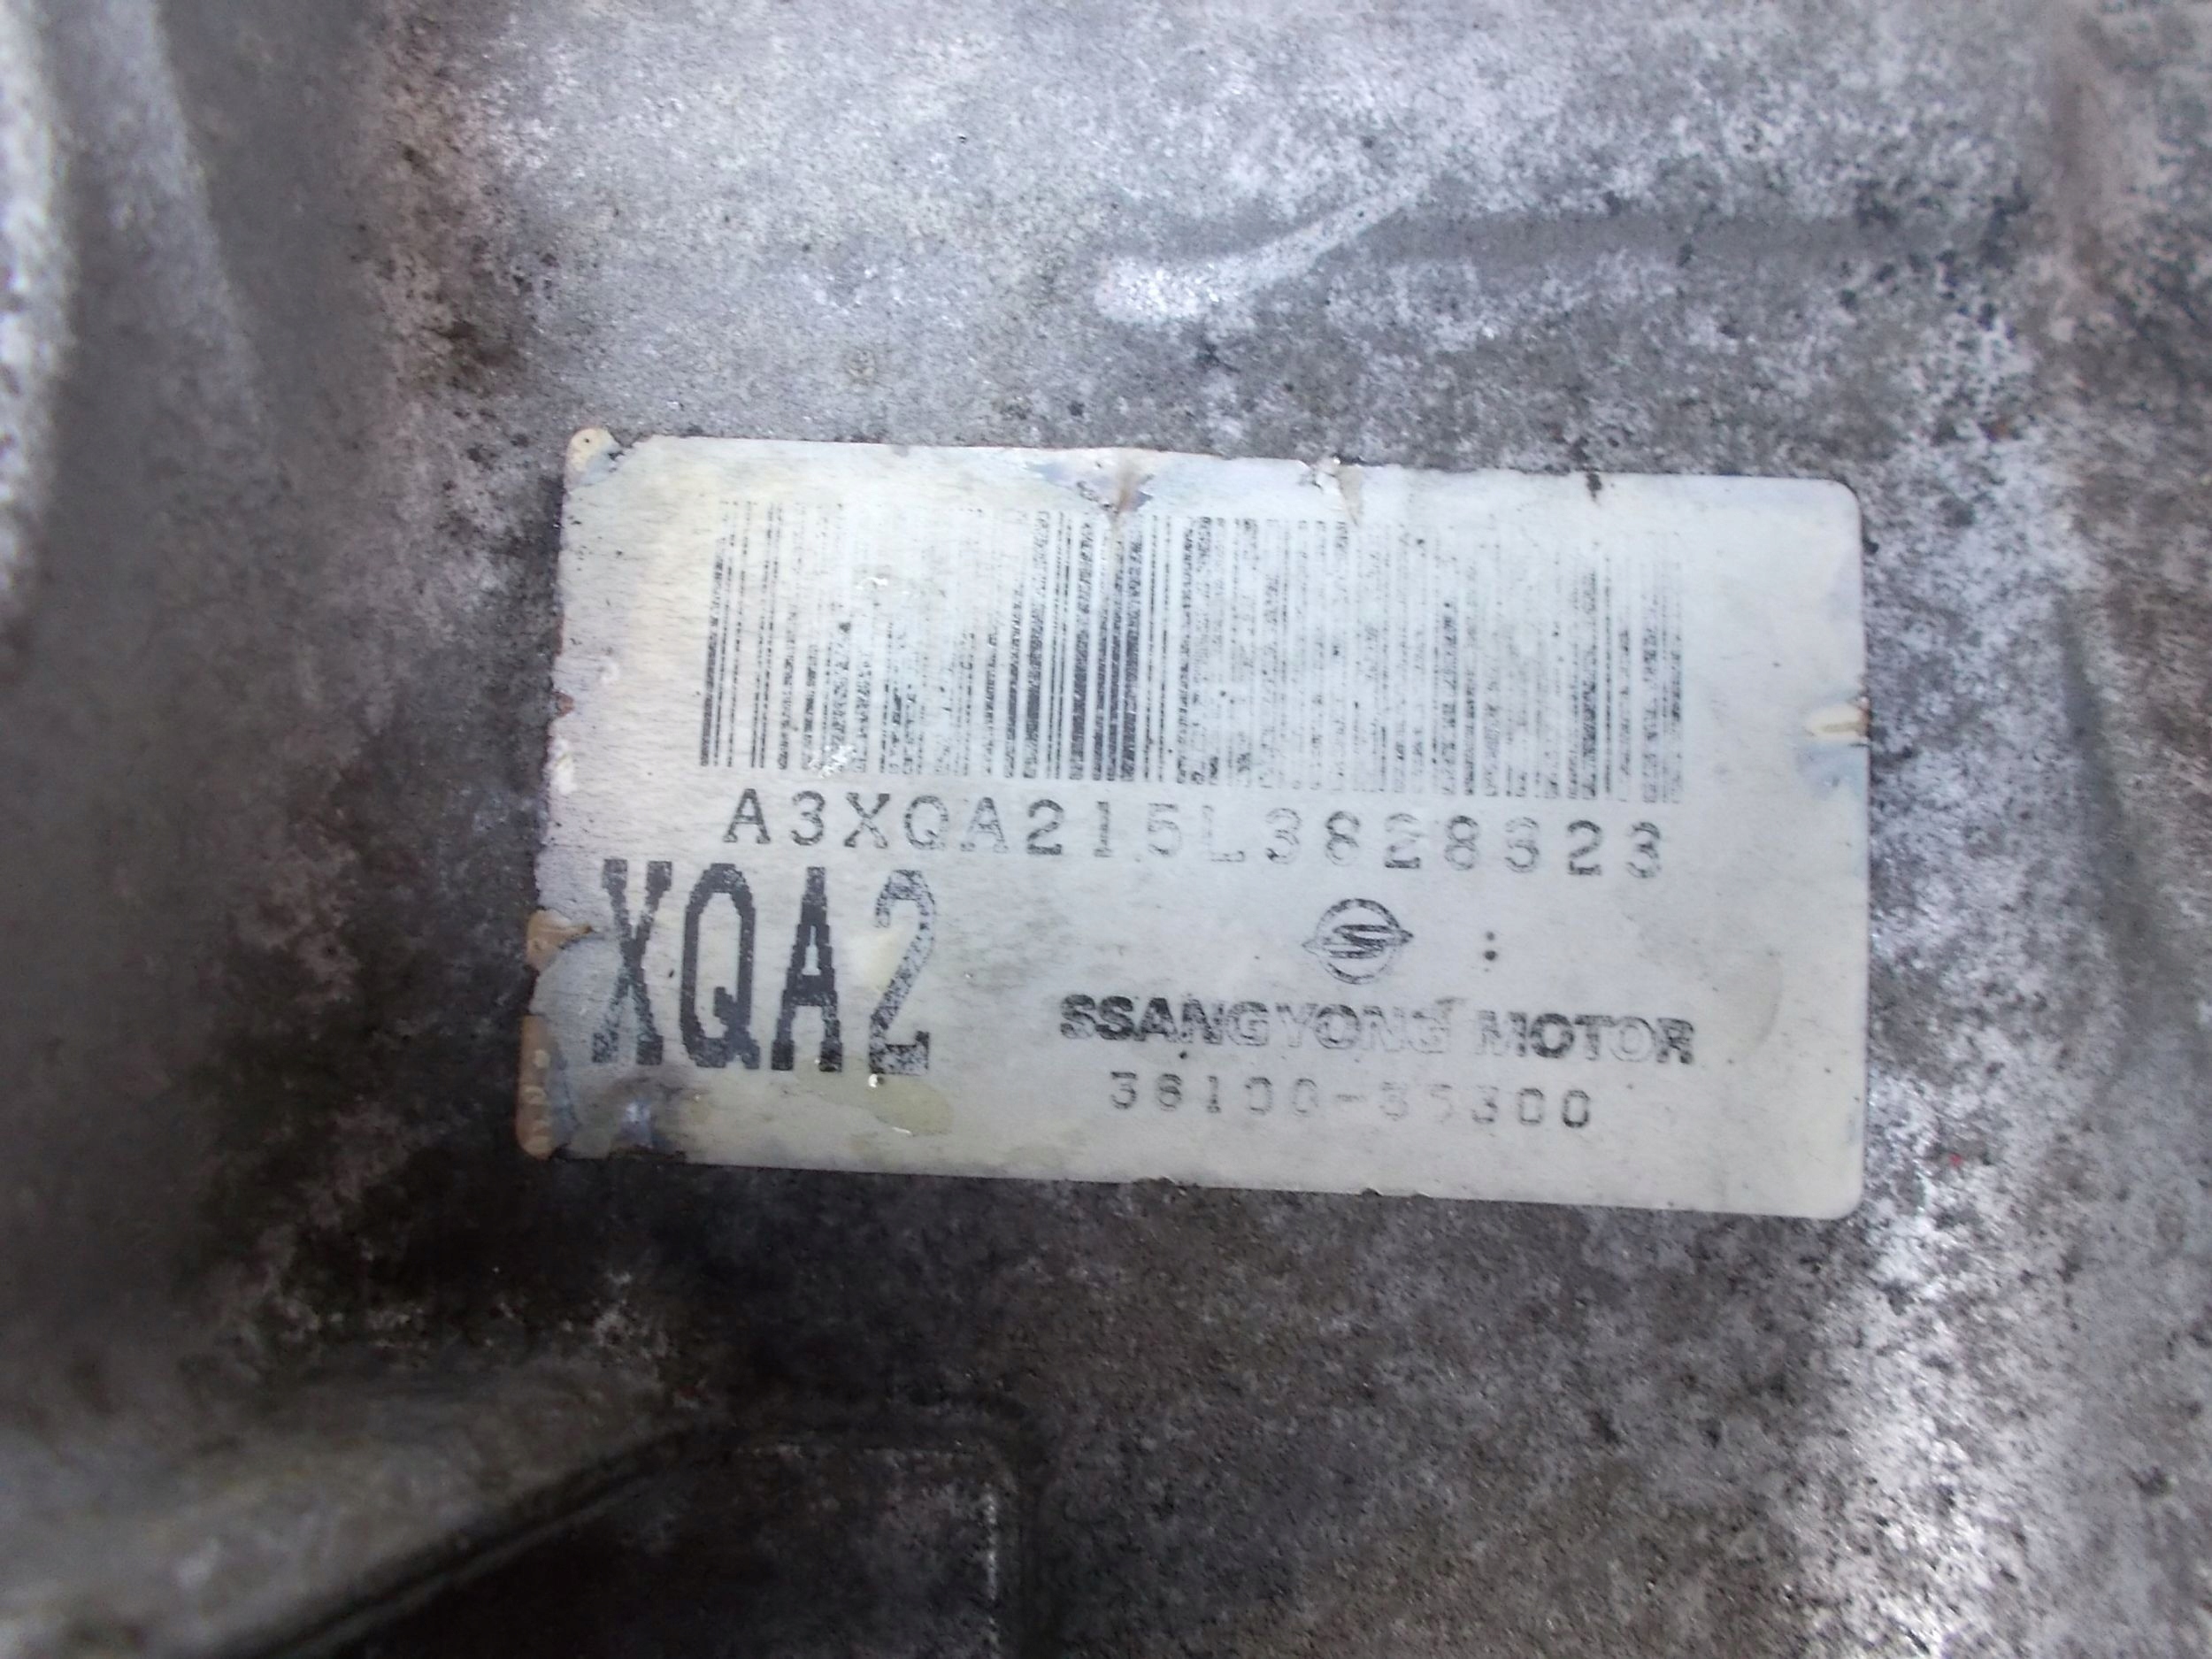 A3XQA215L3828323
XQA2
SSANGYONG MOTOR
36100-35300